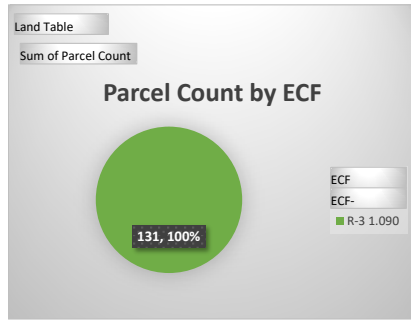 Land Table
Sum of Parcel Count
Parcel Count by ECF
131, 100%
ECF
ECF-
R-3 1.090